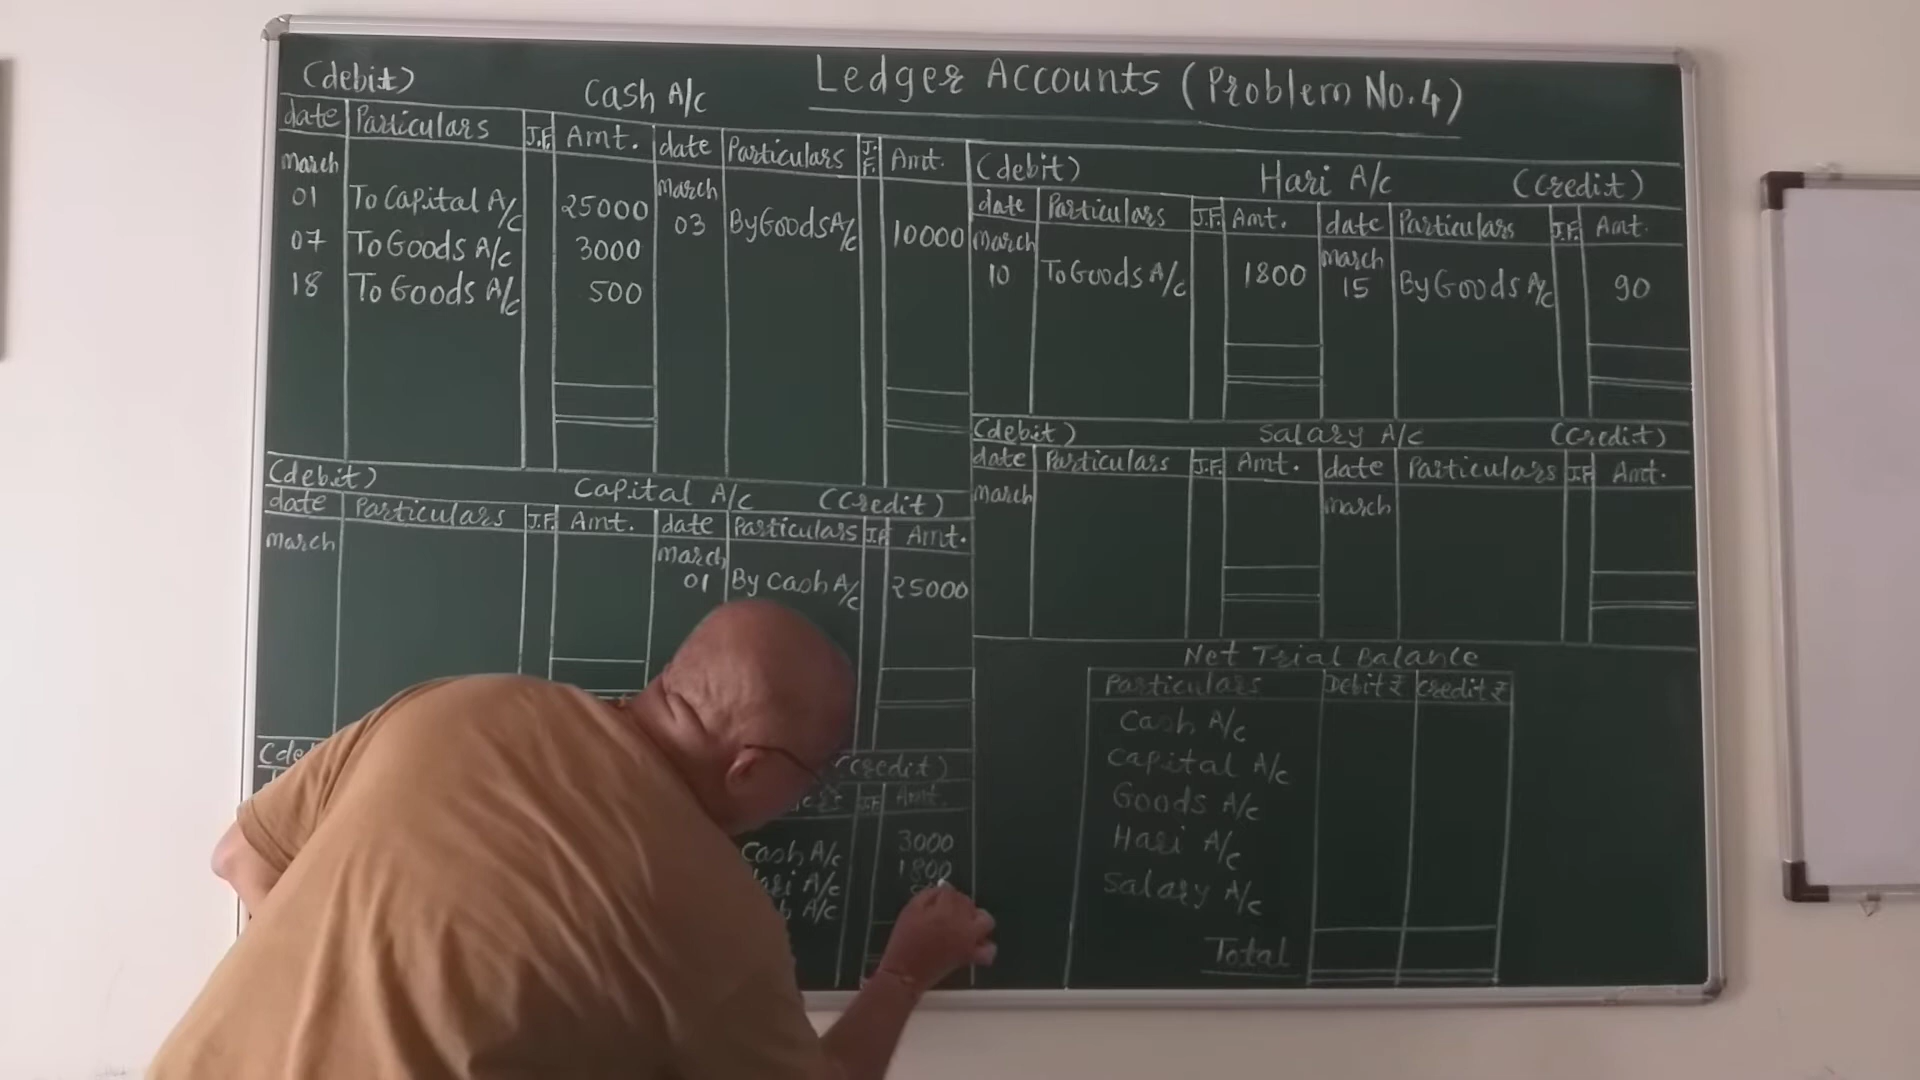 Ledger Accounts (Problem No.4)
(debit) Cash A/c
date Particulars J.F. Amt. date Particulars J.F. Amt.
march march
01 To Capital A/c 25000 03 By Goods A/c 10000
07 To Goods A/c 3000
18 To Goods A/c 500
(debit) Capital A/c (Credit)
date Particulars J.F. Amt. date Particulars J.F. Amt.
march march
01 By Cash A/c 25000
(credit)
J.F. Amt.
Cash A/c 3000
A/c 1800
A/c
(debit) Hari A/c (Credit)
date Particulars J.F. Amt. date Particulars J.F. Amt.
march march
10 To Goods A/c 1800 15 By Goods A/c 90
(debit) Salary A/c (Credit)
date Particulars J.F. Amt. date Particulars J.F. Amt.
march march
Net Trial Balance
Particulars Debit ₹ Credit ₹
Cash A/c
Capital A/c
Goods A/c
Hari A/c
Salary A/c
Total